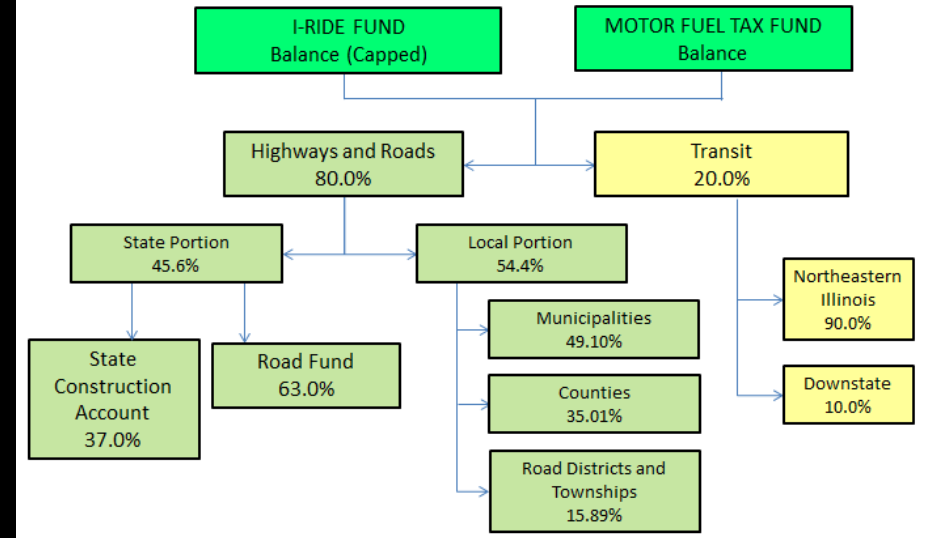 I-RIDE FUND
Balance (Capped)
MOTOR FUEL TAX FUND
Balance
Highways and Roads
80.0%
Transit
20.0%
State Portion
45.6%
Local Portion
54.4%
Northeastern
Illinois
90.0%
Municipalities
49.10%
State
Construction
Account
37.0%
Road Fund
63.0%
Counties
35.01%
Downstate
10.0%
Road Districts and
Townships
15.89%